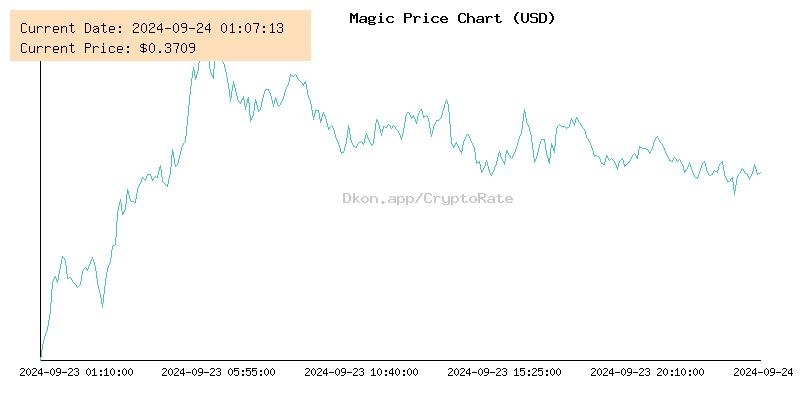 Magic Price Chart (USD)
Current Date: 2024-09-24 01:07:13
Current Price: $0.3709
Dkon.app/CryptoRate
2024-09-23 01:10:00 2024-09-23 05:55:00 2024-09-23 10:40:00 2024-09-23 15:25:00 2024-09-23 20:10:00 2024-09-24